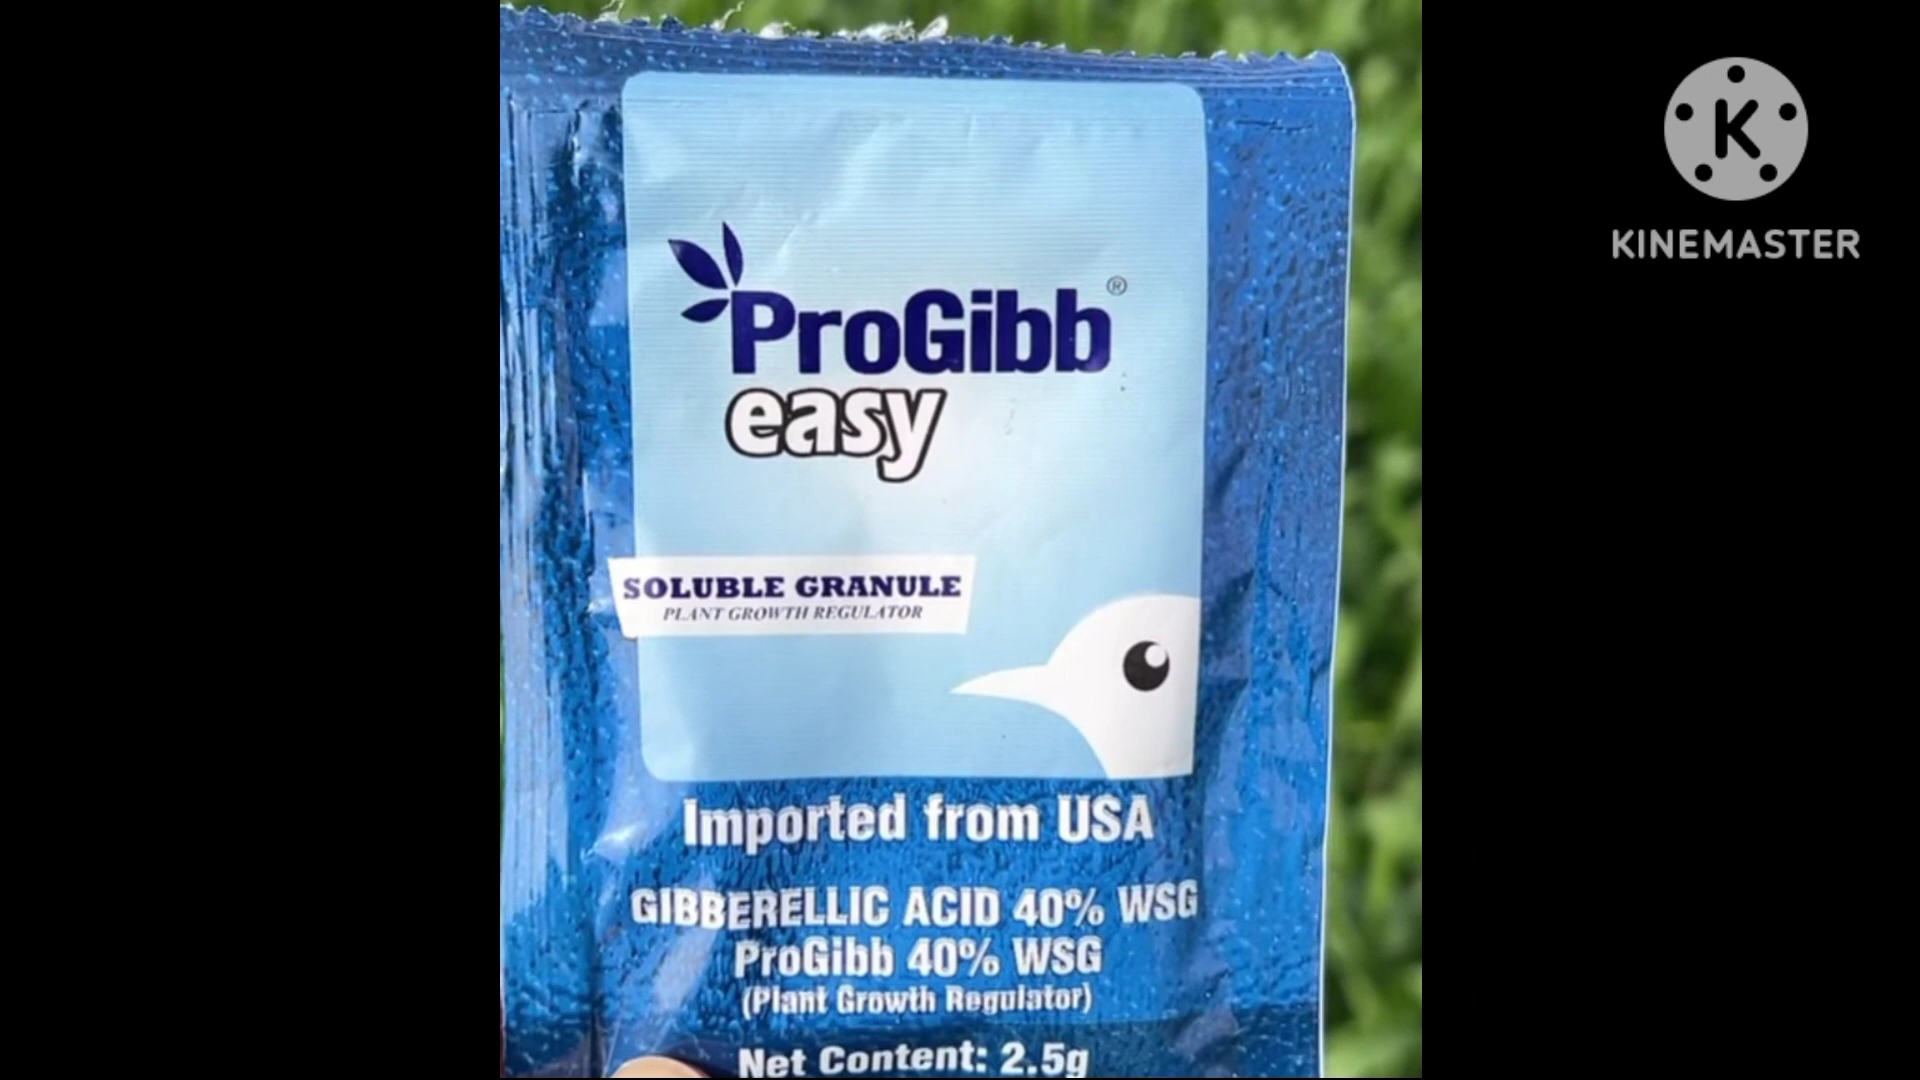 ProGibb®
easy
SOLUBLE GRANULE
PLANT GROWTH REGULATOR
Imported from USA
GIBBERELLIC ACID 40% WSG
ProGibb 40% WSG
(Plant Growth Regulator)
Net Content: 2.5g
K
KINEMASTER